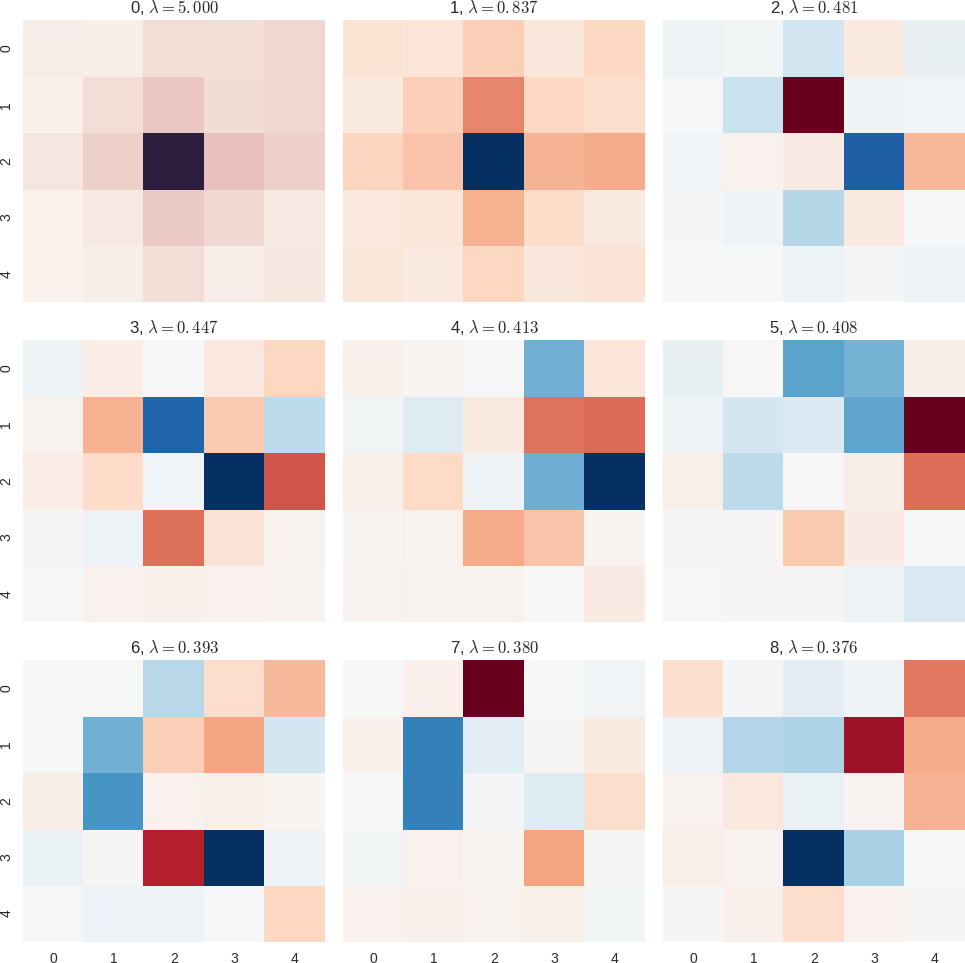 0, λ = 5.000
1, λ = 0.837
2, λ = 0.481
0
1
2
3
4
3, λ = 0.447
4, λ = 0.413
5, λ = 0.408
0
1
2
3
4
6, λ = 0.393
7, λ = 0.380
8, λ = 0.376
0
1
2
3
4
0 1 2 3 4
0 1 2 3 4
0 1 2 3 4